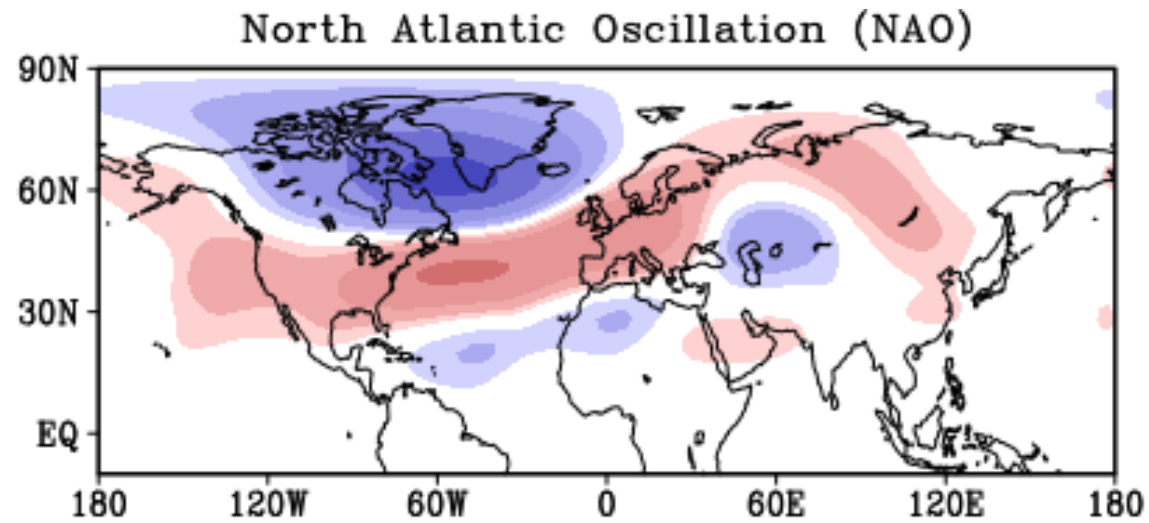 North Atlantic Oscillation (NAO)
90N
60N
30N
EQ
180 120W 60W 0 60E 120E 180